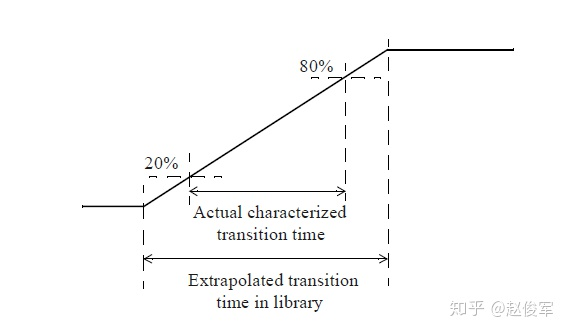 80%
20%
Actual characterized
transition time
Extrapolated transition
time in library
知乎 @赵俊军